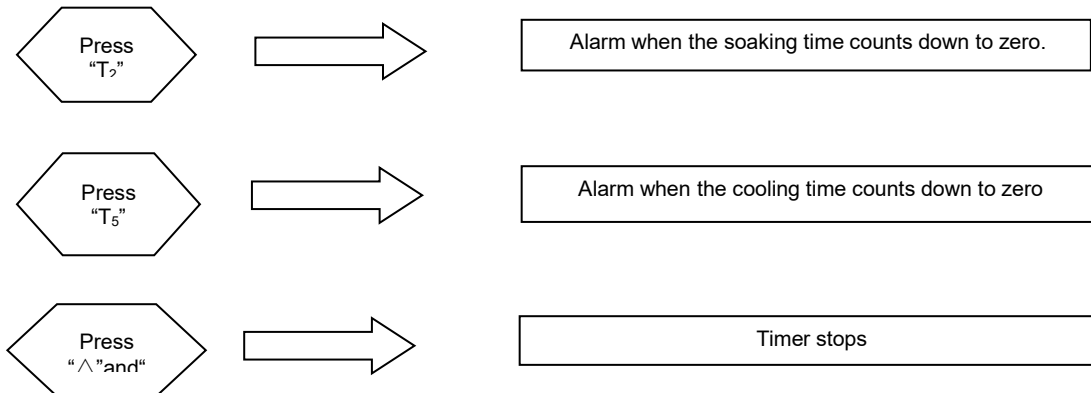 Press
“T₂”
Alarm when the soaking time counts down to zero.
Press
“T₅”
Alarm when the cooling time counts down to zero
Press
“△”and“
Timer stops